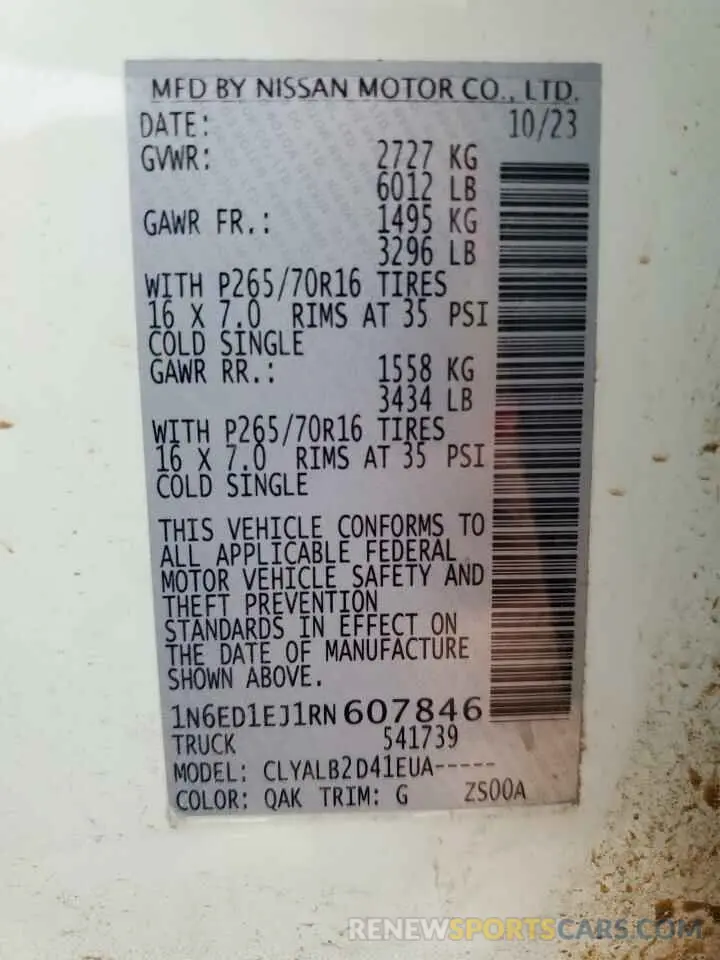 MFD BY NISSAN MOTOR CO., LTD.
DATE: 10/23
GVWR: 2727 KG
6012 LB
GAWR FR.: 1495 KG
3296 LB
WITH P265/70R16 TIRES
16 X 7.0 RIMS AT 35 PSI
COLD SINGLE
GAWR RR.: 1558 KG
3434 LB
WITH P265/70R16 TIRES
16 X 7.0 RIMS AT 35 PSI
COLD SINGLE
THIS VEHICLE CONFORMS TO
ALL APPLICABLE FEDERAL
MOTOR VEHICLE SAFETY AND
THEFT PREVENTION
STANDARDS IN EFFECT ON
THE DATE OF MANUFACTURE
SHOWN ABOVE.
1N6ED1EJ1RN607846
TRUCK 541739
MODEL: CLYALB2D41EUA-----
COLOR: QAK TRIM: G ZS00A
RENEWSPORTSCARS.COM